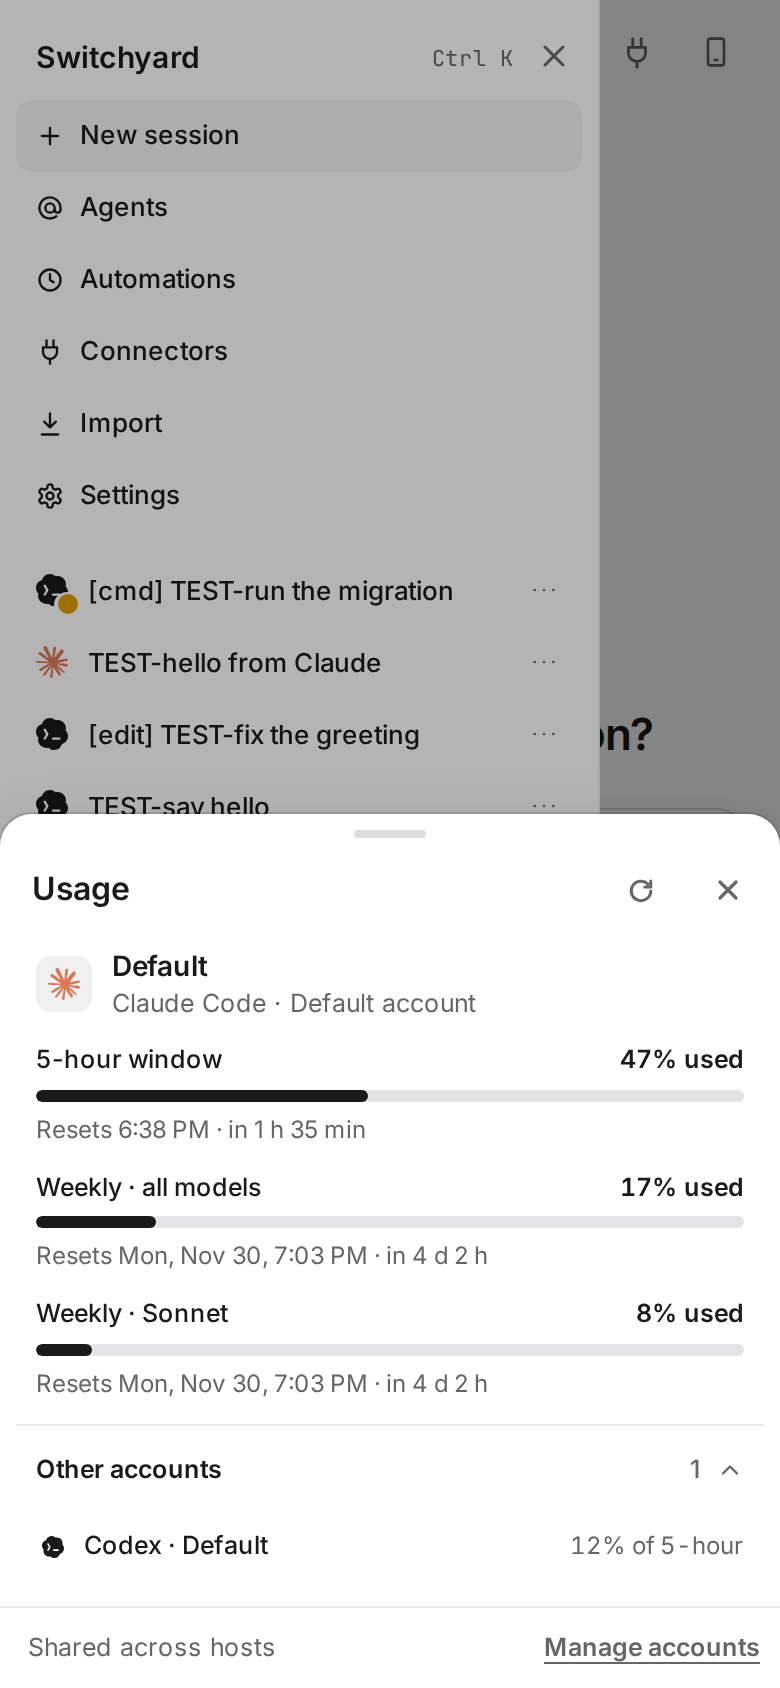 Switchyard Ctrl K
New session
Agents
Automations
Connectors
Import
Settings
[cmd] TEST-run the migration ...
TEST-hello from Claude ...
[edit] TEST-fix the greeting ...
on?
TEST-say hello ...
Usage
Default
Claude Code · Default account
5-hour window 47% used
Resets 6:38 PM · in 1 h 35 min
Weekly · all models 17% used
Resets Mon, Nov 30, 7:03 PM · in 4 d 2 h
Weekly · Sonnet 8% used
Resets Mon, Nov 30, 7:03 PM · in 4 d 2 h
Other accounts 1
Codex · Default 12% of 5-hour
Shared across hosts Manage accounts